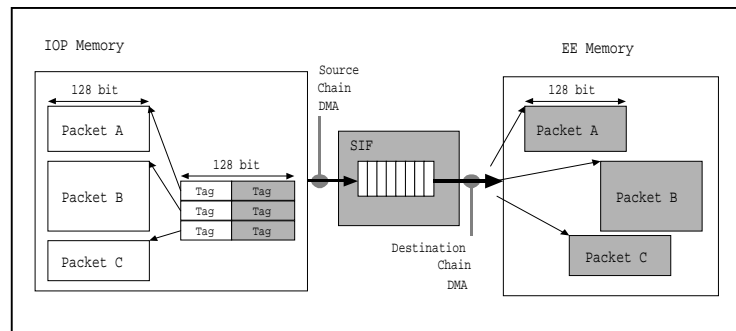 IOP Memory
EE Memory
Source
Chain
DMA
128 bit
Packet A
Packet B
Packet C
128 bit
Tag Tag
Tag Tag
Tag Tag
SIF
Destination
Chain
DMA
128 bit
Packet A
Packet B
Packet C